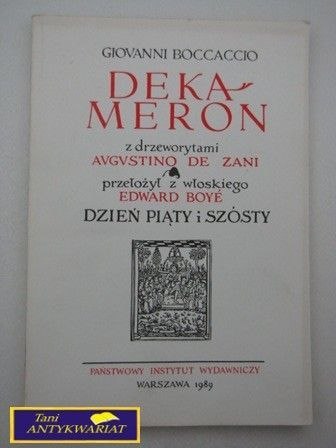 GIOVANNI BOCCACCIO
DEKA
MERON
z drzeworytami
AVGVSTINO DE ZANI
przełożył z włoskiego
EDWARD BOYÉ
DZIEŃ PIĄTY i SZÓSTY
PAŃSTWOWY INSTYTUT WYDAWNICZY
WARSZAWA 1989
Tani
ANTYKWARIAT